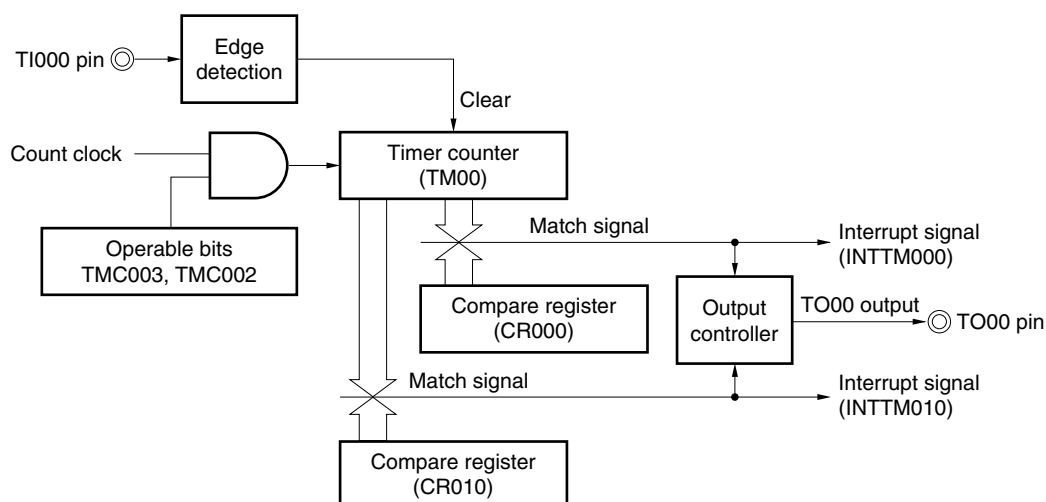 TI000 pin
Edge
detection
Clear
Count clock
Timer counter
(TM00)
Operable bits
TMC003, TMC002
Match signal
Interrupt signal
(INTTM000)
Compare register
(CR000)
Output
controller
TO00 output
TO00 pin
Match signal
Interrupt signal
(INTTM010)
Compare register
(CR010)